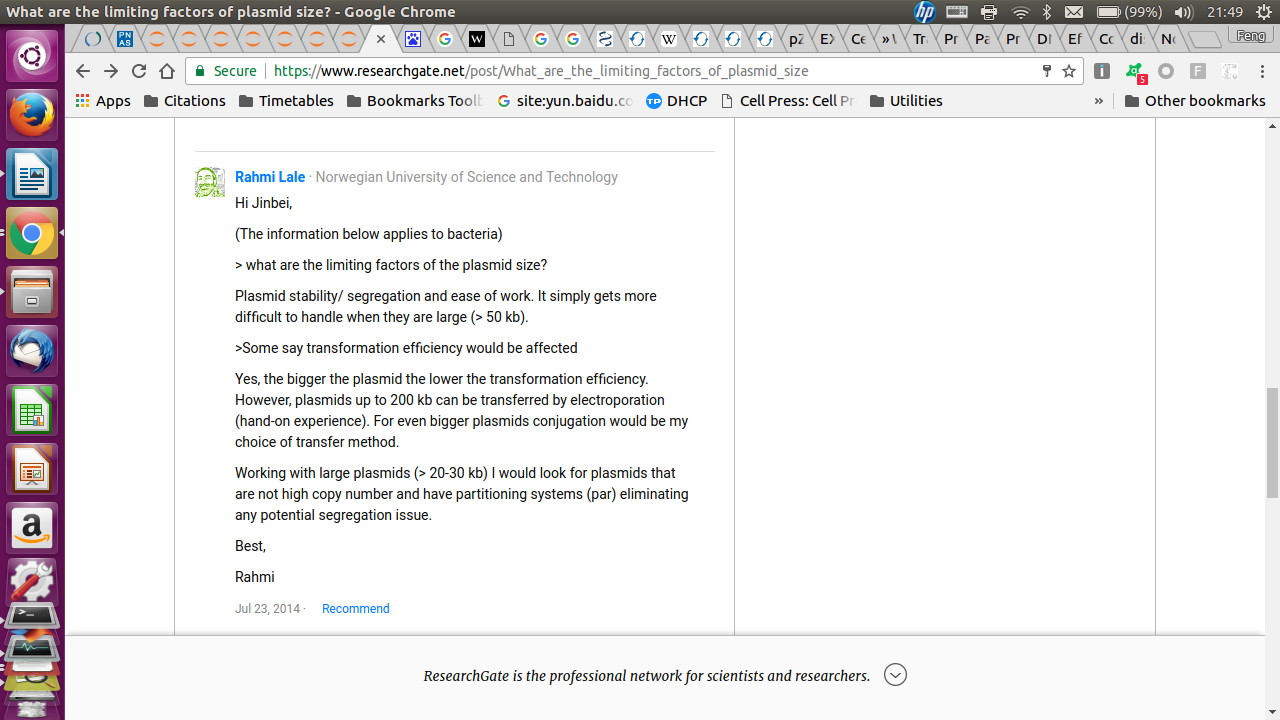 What are the limiting factors of plasmid size? - Google Chrome
(99%)
21:49
PN
AS
W
W
pZ
EX
Ce
» \
Tr
Pr
Pa
Pr
Ef
Co
di
No
Feng
Secure
https://www.researchgate.net/post/What_are_the_limiting_factors_of_plasmid_size
5
Apps
Citations
Timetables
Bookmarks Toolb
site:yun.baidu.co
TP
DHCP
Cell Press: Cell Pr
Utilities
»
Other bookmarks
Rahmi Lale · Norwegian University of Science and Technology
Hi Jinbei,
(The information below applies to bacteria)
> what are the limiting factors of the plasmid size?
Plasmid stability/ segregation and ease of work. It simply gets more
difficult to handle when they are large (> 50 kb).
>Some say transformation efficiency would be affected
Yes, the bigger the plasmid the lower the transformation efficiency.
However, plasmids up to 200 kb can be transferred by electroporation
(hand-on experience). For even bigger plasmids conjugation would be my
choice of transfer method.
Working with large plasmids (> 20-30 kb) I would look for plasmids that
are not high copy number and have partitioning systems (par) eliminating
any potential segregation issue.
Best,
Rahmi
Jul 23, 2014 · Recommend
ResearchGate is the professional network for scientists and researchers.